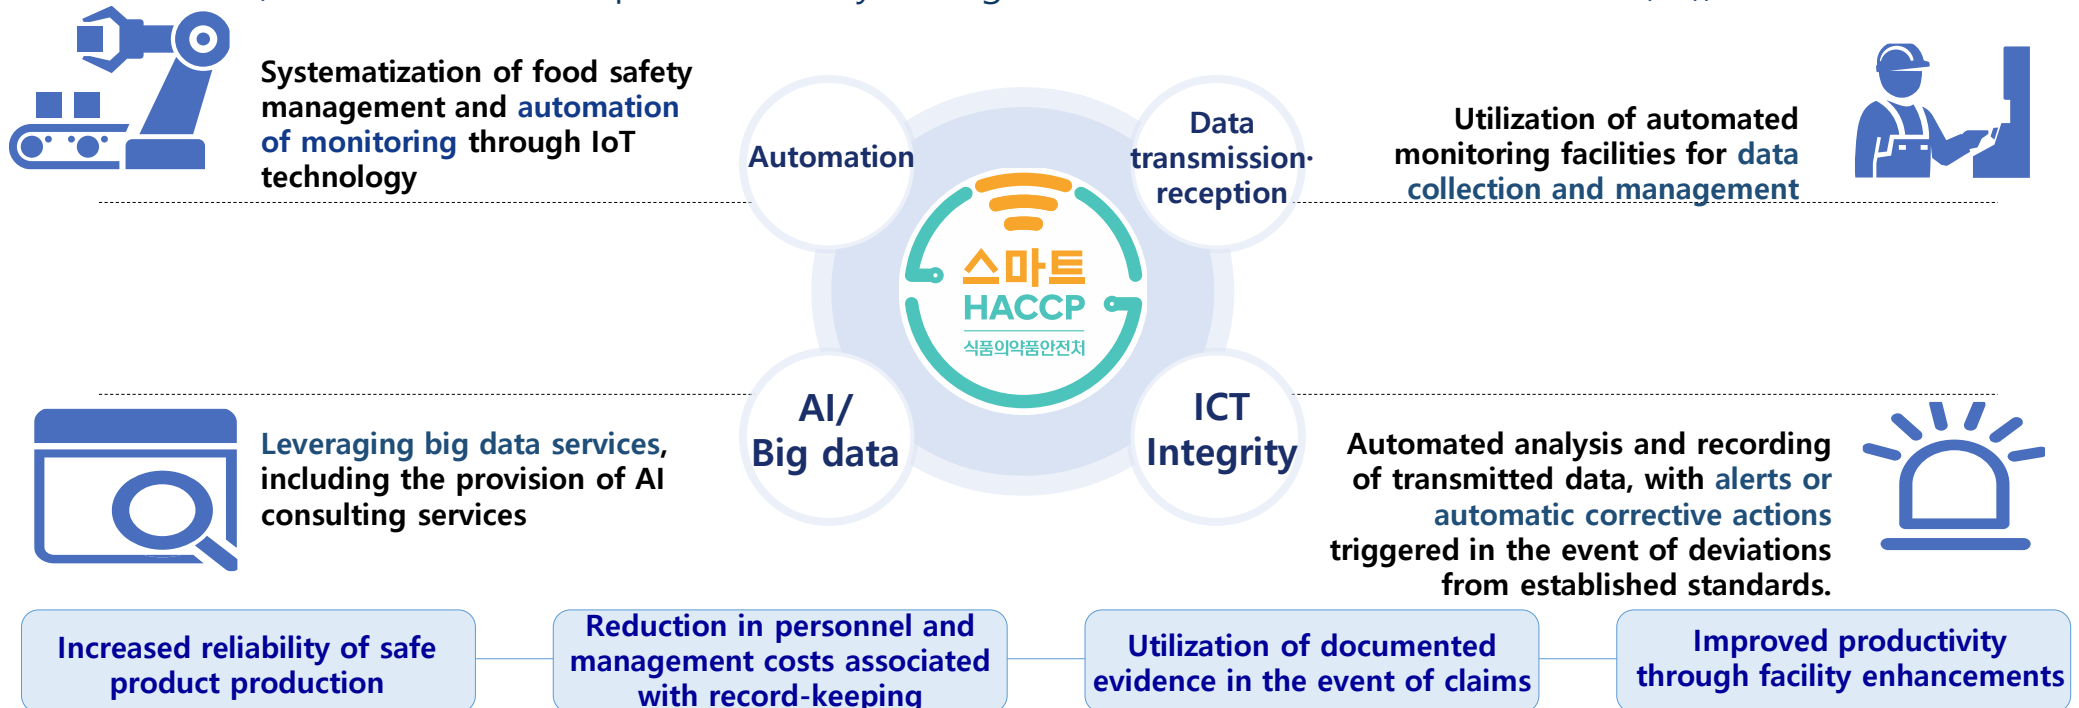 Systematization of food safety
management and automation
of monitoring through IoT
technology
Automation
Data
transmission·
reception
Utilization of automated
monitoring facilities for data
collection and management
스마트
HACCP
식품의약품안전처
Leveraging big data services,
including the provision of AI
consulting services
AI/
Big data
ICT
Integrity
Automated analysis and recording
of transmitted data, with alerts or
automatic corrective actions
triggered in the event of deviations
from established standards.
Increased reliability of safe
product production
Reduction in personnel and
management costs associated
with record-keeping
Utilization of documented
evidence in the event of claims
Improved productivity
through facility enhancements